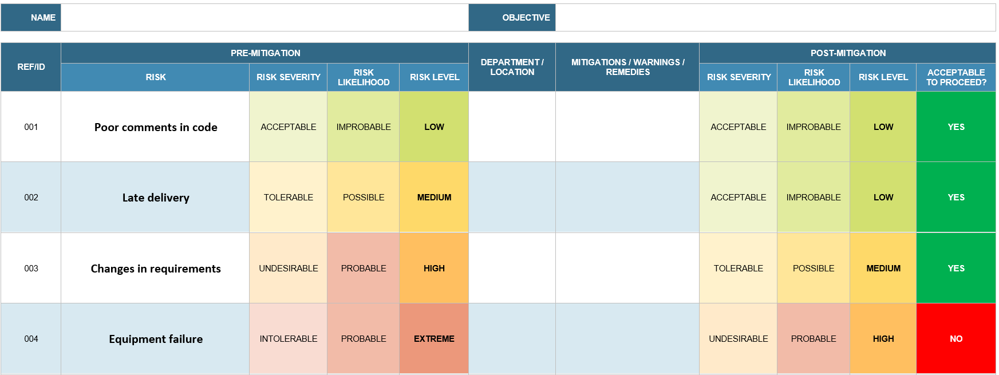 NAME
OBJECTIVE
REF/ID
PRE-MITIGATION
DEPARTMENT /
LOCATION
MITIGATIONS / WARNINGS /
REMEDIES
POST-MITIGATION
RISK
RISK SEVERITY
RISK
LIKELIHOOD
RISK LEVEL
RISK SEVERITY
RISK
LIKELIHOOD
RISK LEVEL
ACCEPTABLE
TO PROCEED?
001 Poor comments in code ACCEPTABLE IMPROBABLE LOW ACCEPTABLE IMPROBABLE LOW YES
002 Late delivery TOLERABLE POSSIBLE MEDIUM ACCEPTABLE IMPROBABLE LOW YES
003 Changes in requirements UNDESIRABLE PROBABLE HIGH TOLERABLE POSSIBLE MEDIUM YES
004 Equipment failure INTOLERABLE PROBABLE EXTREME UNDESIRABLE PROBABLE HIGH NO